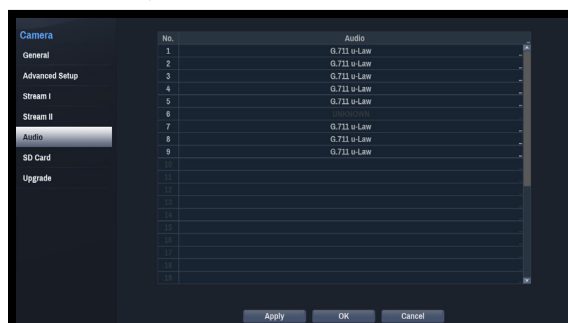 Camera
General
Advanced Setup
Stream I
Stream II
Audio
SD Card
Upgrade
No. Audio
1 G.711 u-Law
2 G.711 u-Law
3 G.711 u-Law
4 G.711 u-Law
5 G.711 u-Law
6 UNKNOWN
7 G.711 u-Law
8 G.711 u-Law
9 G.711 u-Law
10
11
12
13
14
15
16
17
18
19
Apply OK Cancel